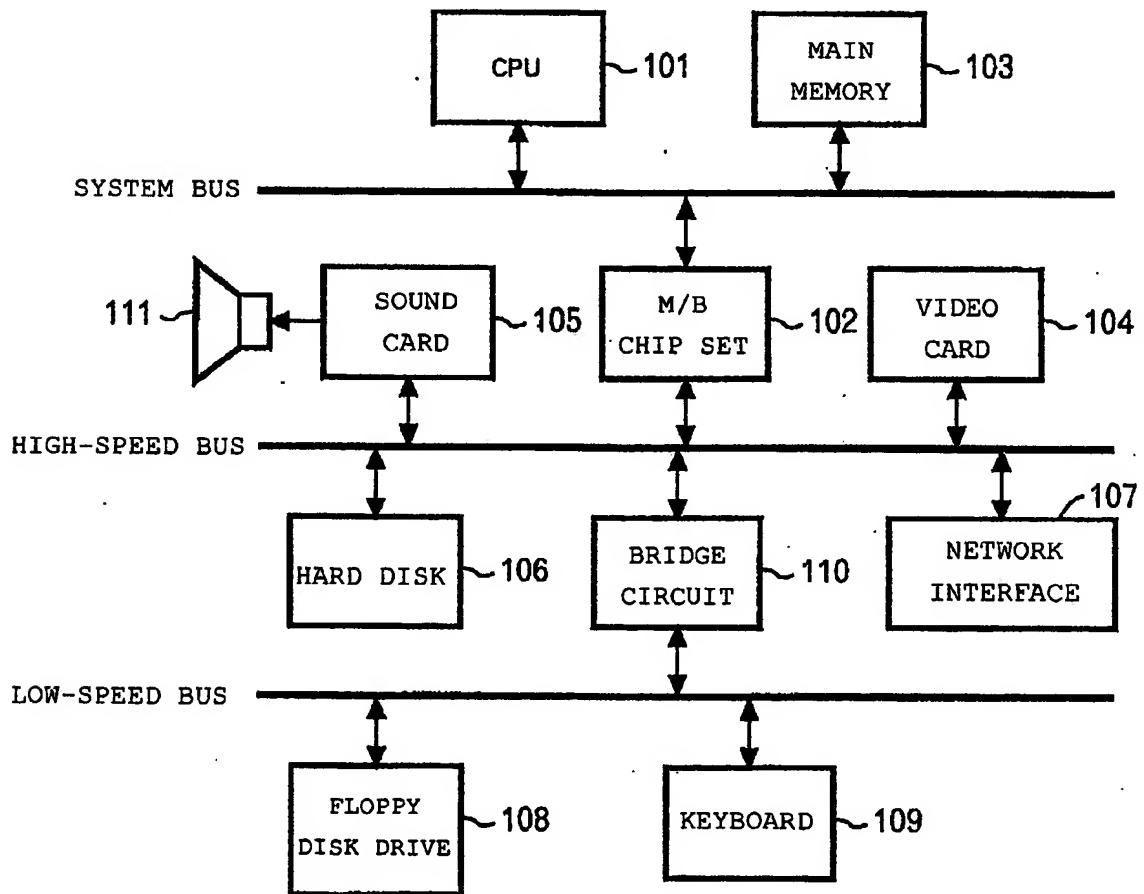 CPU
101
MAIN
MEMORY
103
SYSTEM BUS
111
SOUND
CARD
105
M/B
CHIP SET
102
VIDEO
CARD
104
HIGH-SPEED BUS
HARD DISK
106
BRIDGE
CIRCUIT
110
107
NETWORK
INTERFACE
LOW-SPEED BUS
FLOPPY
DISK DRIVE
108
KEYBOARD
109